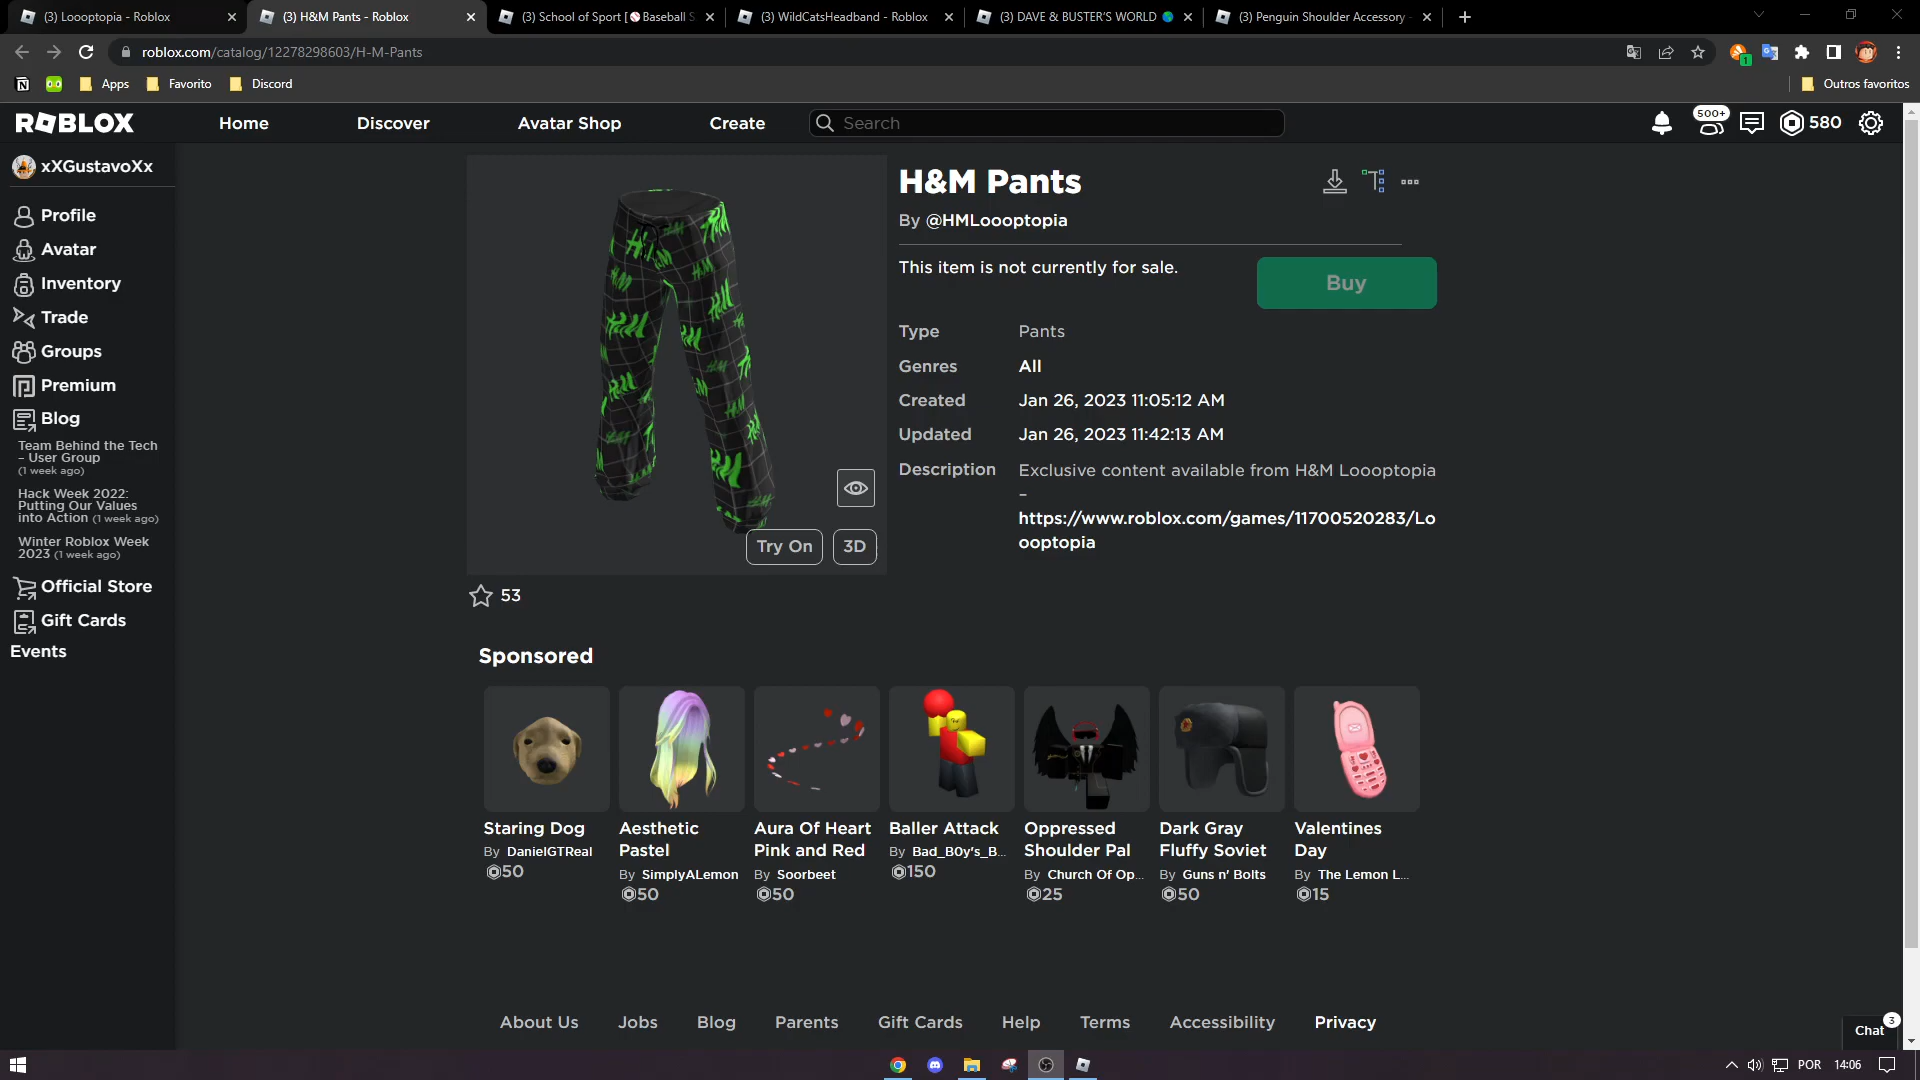 (3) Loooptopia - Roblox
(3) H&M Pants - Roblox
(3) School of Sport [⚾Baseball S
(3) WildCatsHeadband - Roblox
(3) DAVE & BUSTER'S WORLD 🌎
(3) Penguin Shoulder Accessory -
roblox.com/catalog/12278298603/H-M-Pants
1
Apps
Favorito
Discord
Outros favoritos
ROBLOX
Home
Discover
Avatar Shop
Create
Search
500+
580
xXGustavoXx
Profile
Avatar
Inventory
Trade
Groups
Premium
Blog
Team Behind the Tech
– User Group
(1 week ago)
Hack Week 2022:
Putting Our Values
into Action (1 week ago)
Winter Roblox Week
2023 (1 week ago)
Official Store
Gift Cards
Events
H&M
Try On
3D
53
H&M Pants
By @HMLoooptopia
This item is not currently for sale.
Buy
Type
Pants
Genres
All
Created
Jan 26, 2023 11:05:12 AM
Updated
Jan 26, 2023 11:42:13 AM
Description
Exclusive content available from H&M Loooptopia
–
https://www.roblox.com/games/11700520283/Lo
ooptopia
Sponsored
Staring Dog
By DanielGTReal
50
Aesthetic
Pastel
By SimplyALemon
50
Aura Of Heart
Pink and Red
By Soorbeet
50
Baller Attack
By Bad_B0y's_B...
150
Oppressed
Shoulder Pal
By Church Of Op...
25
Dark Gray
Fluffy Soviet
By Guns n' Bolts
50
Valentines
Day
By The Lemon L...
15
About Us
Jobs
Blog
Parents
Gift Cards
Help
Terms
Accessibility
Privacy
Chat
3
POR
14:06